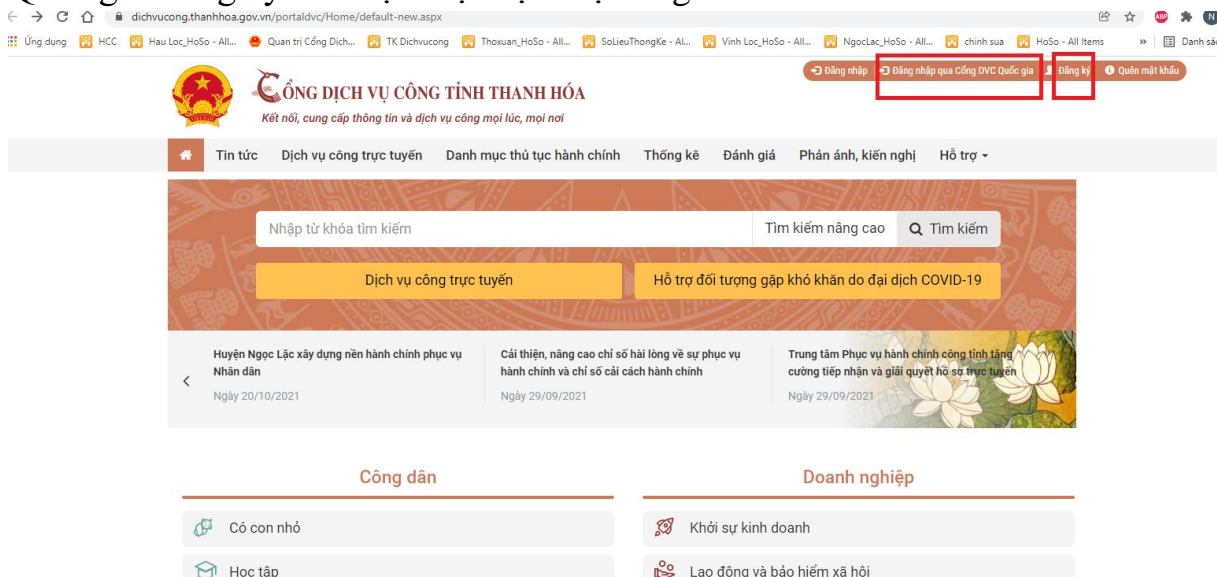 dichvucong.thanhhoa.gov.vn/portaldvc/Home/default-new.aspx
Ứng dụng HCC Hau Loc_HoSo - All... Quan trị Cổng Dịch... TK Dichvucong Thoxuan_HoSo - All... SoLieuThongKe - Al... Vinh Loc_HoSo - All... NgocLac_HoSo - All... chinh sua HoSo - All Items » Danh sá
Đăng nhập Đăng nhập qua Cổng DVC Quốc gia Đăng ký Quên mật khẩu
CỔNG DỊCH VỤ CÔNG TỈNH THANH HÓA
Kết nối, cung cấp thông tin và dịch vụ công mọi lúc, mọi nơi
Tin tức Dịch vụ công trực tuyến Danh mục thủ tục hành chính Thống kê Đánh giá Phản ánh, kiến nghị Hỗ trợ
Nhập từ khóa tìm kiếm Tìm kiếm nâng cao Tìm kiếm
Dịch vụ công trực tuyến Hỗ trợ đối tượng gặp khó khăn do đại dịch COVID-19
Huyện Ngọc Lặc xây dựng nền hành chính phục vụ Cải thiện, nâng cao chỉ số hài lòng về sự phục vụ Trung tâm Phục vụ hành chính công tỉnh tăng
Nhân dân hành chính và chỉ số cải cách hành chính cường tiếp nhận và giải quyết hồ sơ trực tuyến
Ngày 20/10/2021 Ngày 29/09/2021 Ngày 29/09/2021
Công dân Doanh nghiệp
Có con nhỏ Khởi sự kinh doanh
Học tập Lao động và bảo hiểm xã hội